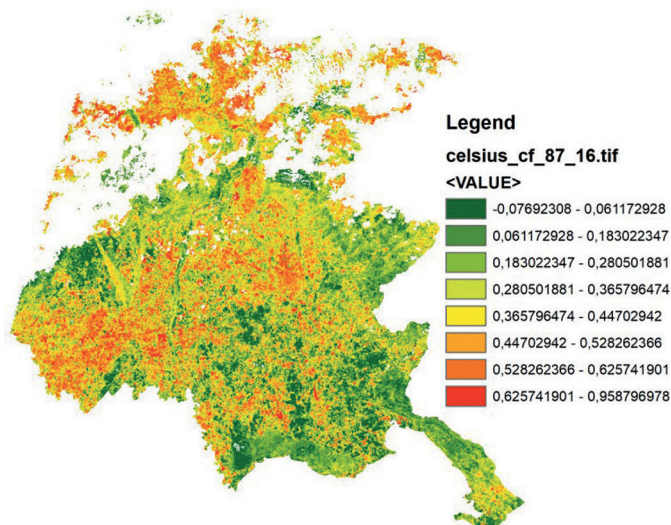 Legend
celsius_cf_87_16.tif
<VALUE>
-0,07692308 - 0,061172928
0,061172928 - 0,183022347
0,183022347 - 0,280501881
0,280501881 - 0,365796474
0,365796474 - 0,44702942
0,44702942 - 0,528262366
0,528262366 - 0,625741901
0,625741901 - 0,958796978